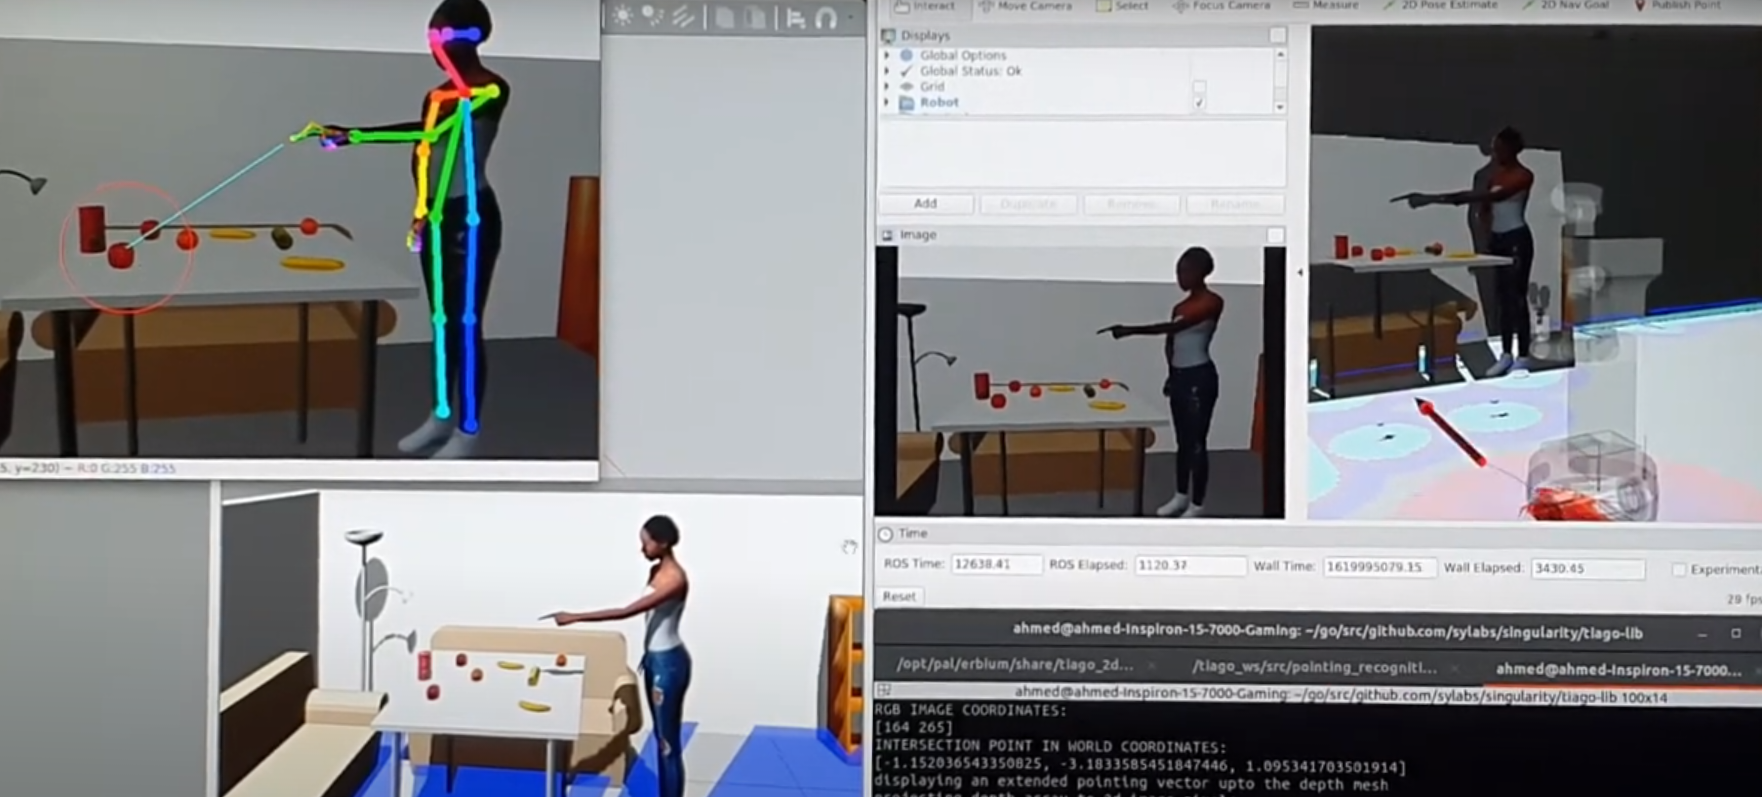 Interact Move Camera Select Focus Camera Measure 2D Pose Estimate 2D Nav Goal Publish Point
Displays
Global Options
Global Status: Ok
Grid
Robot
Add Duplicate Remove Rename
Image
5, y=230) ~ R:0 G:255 B:255
Time
ROS Time: 12638.41 ROS Elapsed: 1120.37 Wall Time: 1619995079.15 Wall Elapsed: 3430.45 Experiment
Reset
29 fps
ahmed@ahmed-Inspiron-15-7000-Gaming: ~/go/src/github.com/sylabs/singularity/tiago-lib
/opt/pal/erbium/share/tiago_2d... /tiago_ws/src/pointing_recogniti... ahmed@ahmed-Inspiron-15-7000...
ahmed@ahmed-Inspiron-15-7000-Gaming: ~/go/src/github.com/sylabs/singularity/tiago-lib 100x14
RGB IMAGE COORDINATES:
[164 265]
INTERSECTION POINT IN WORLD COORDINATES:
[-1.152036543350825, -3.1833585451847446, 1.095341703501914]
displaying an extended pointing vector upto the depth mesh